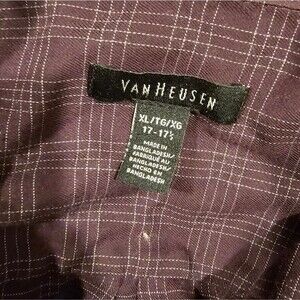 VAN HEUSEN
XL/TG/XG
17-17½
MADE IN
BANGLADESH/
FABRIQUÉ AU
BANGLADESH/
HECHO EN
BANGLADESH